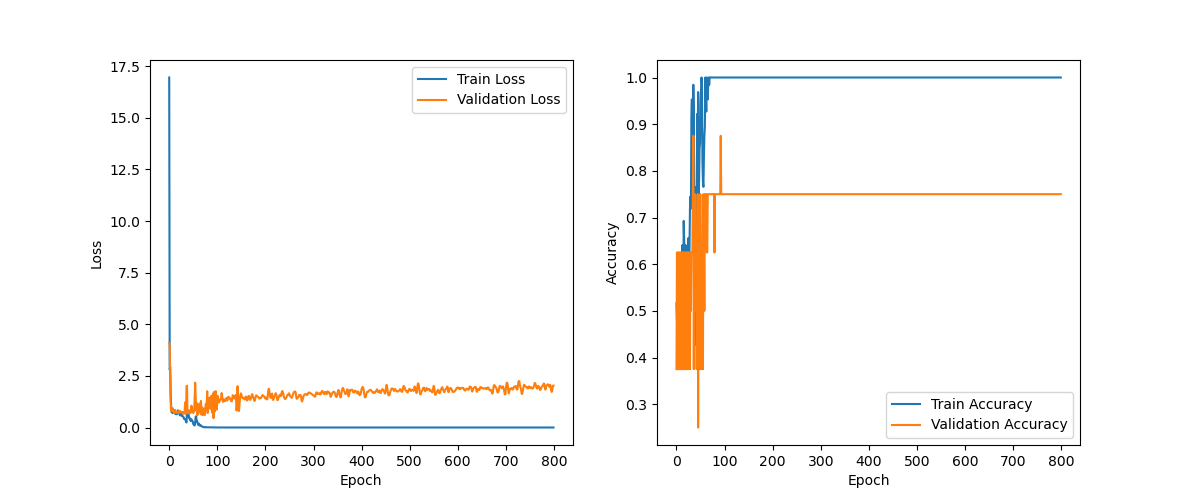 17.5
15.0
12.5
10.0
7.5
5.0
2.5
0.0
Loss
0 100 200 300 400 500 600 700 800
Epoch
Train Loss
Validation Loss
1.0
0.9
0.8
0.7
0.6
0.5
0.4
0.3
Accuracy
0 100 200 300 400 500 600 700 800
Epoch
Train Accuracy
Validation Accuracy